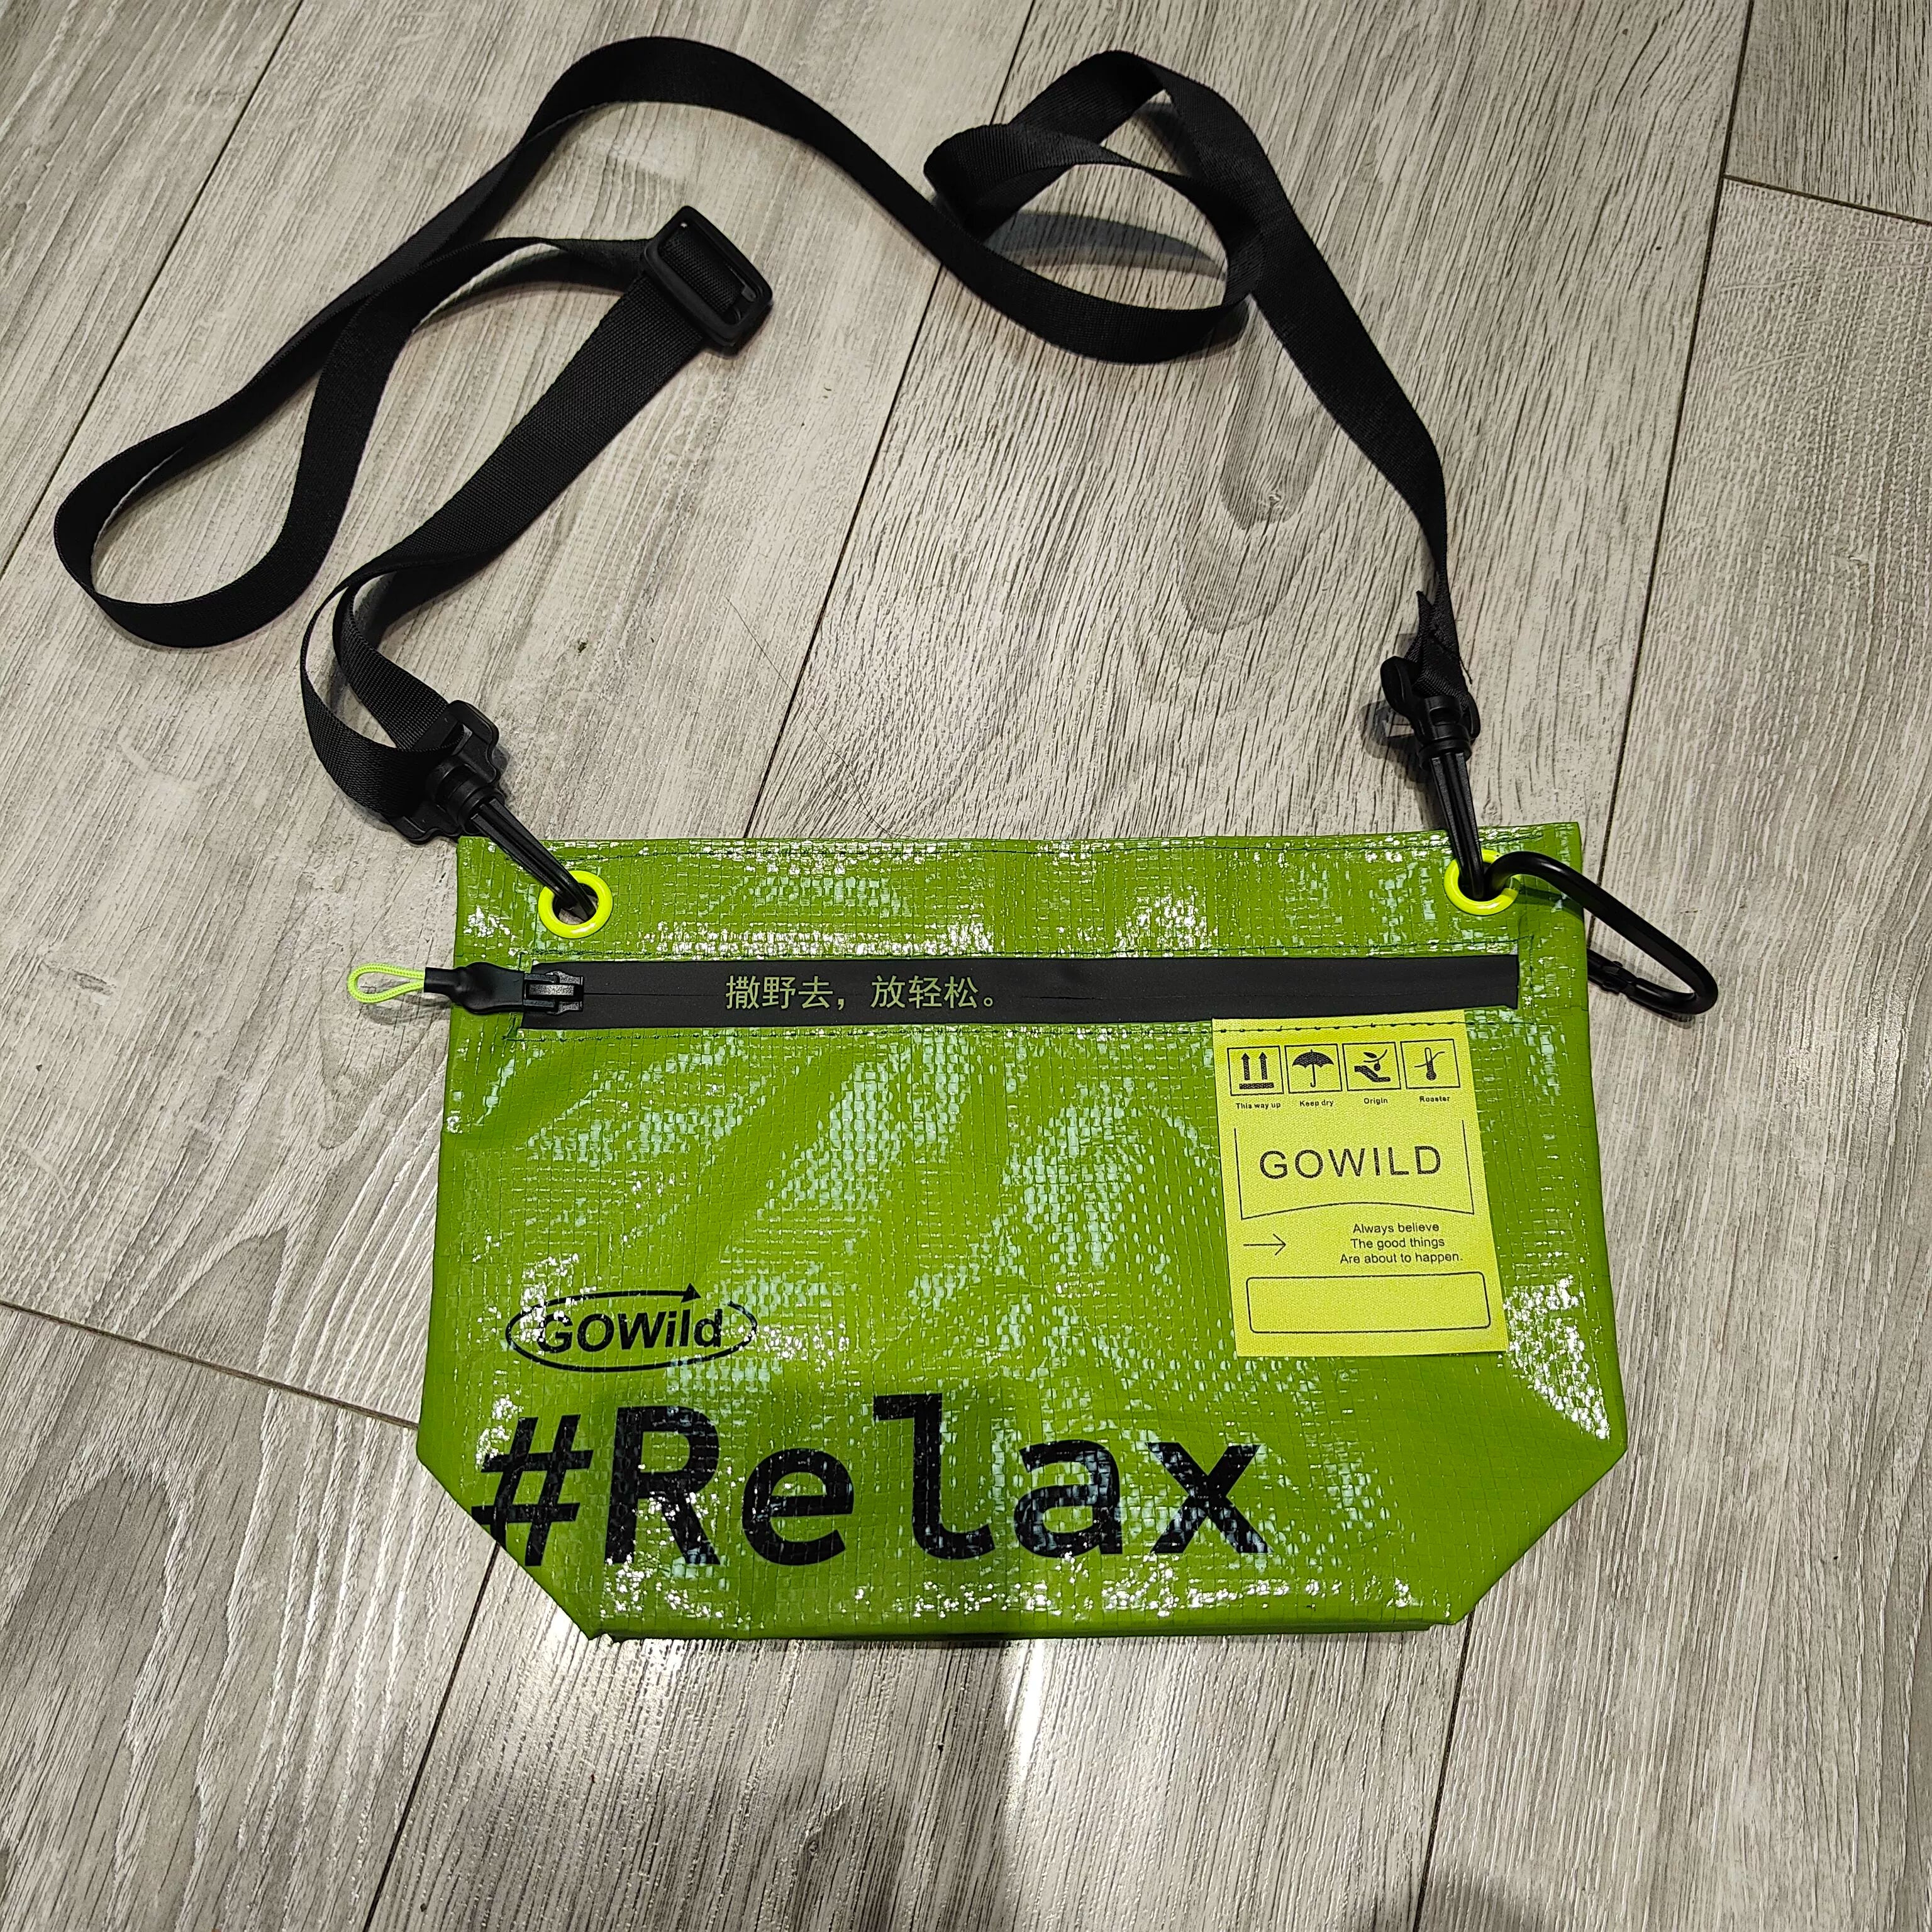 撒野去，放轻松。
This way up Keep dry Origin Roaster
GOWILD
Always believe
The good things
Are about to happen.
GOWild
#Relax